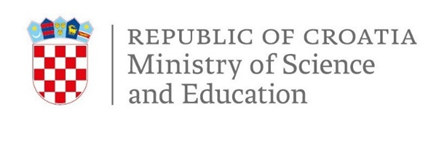 REPUBLIC OF CROATIA
Ministry of Science
and Education